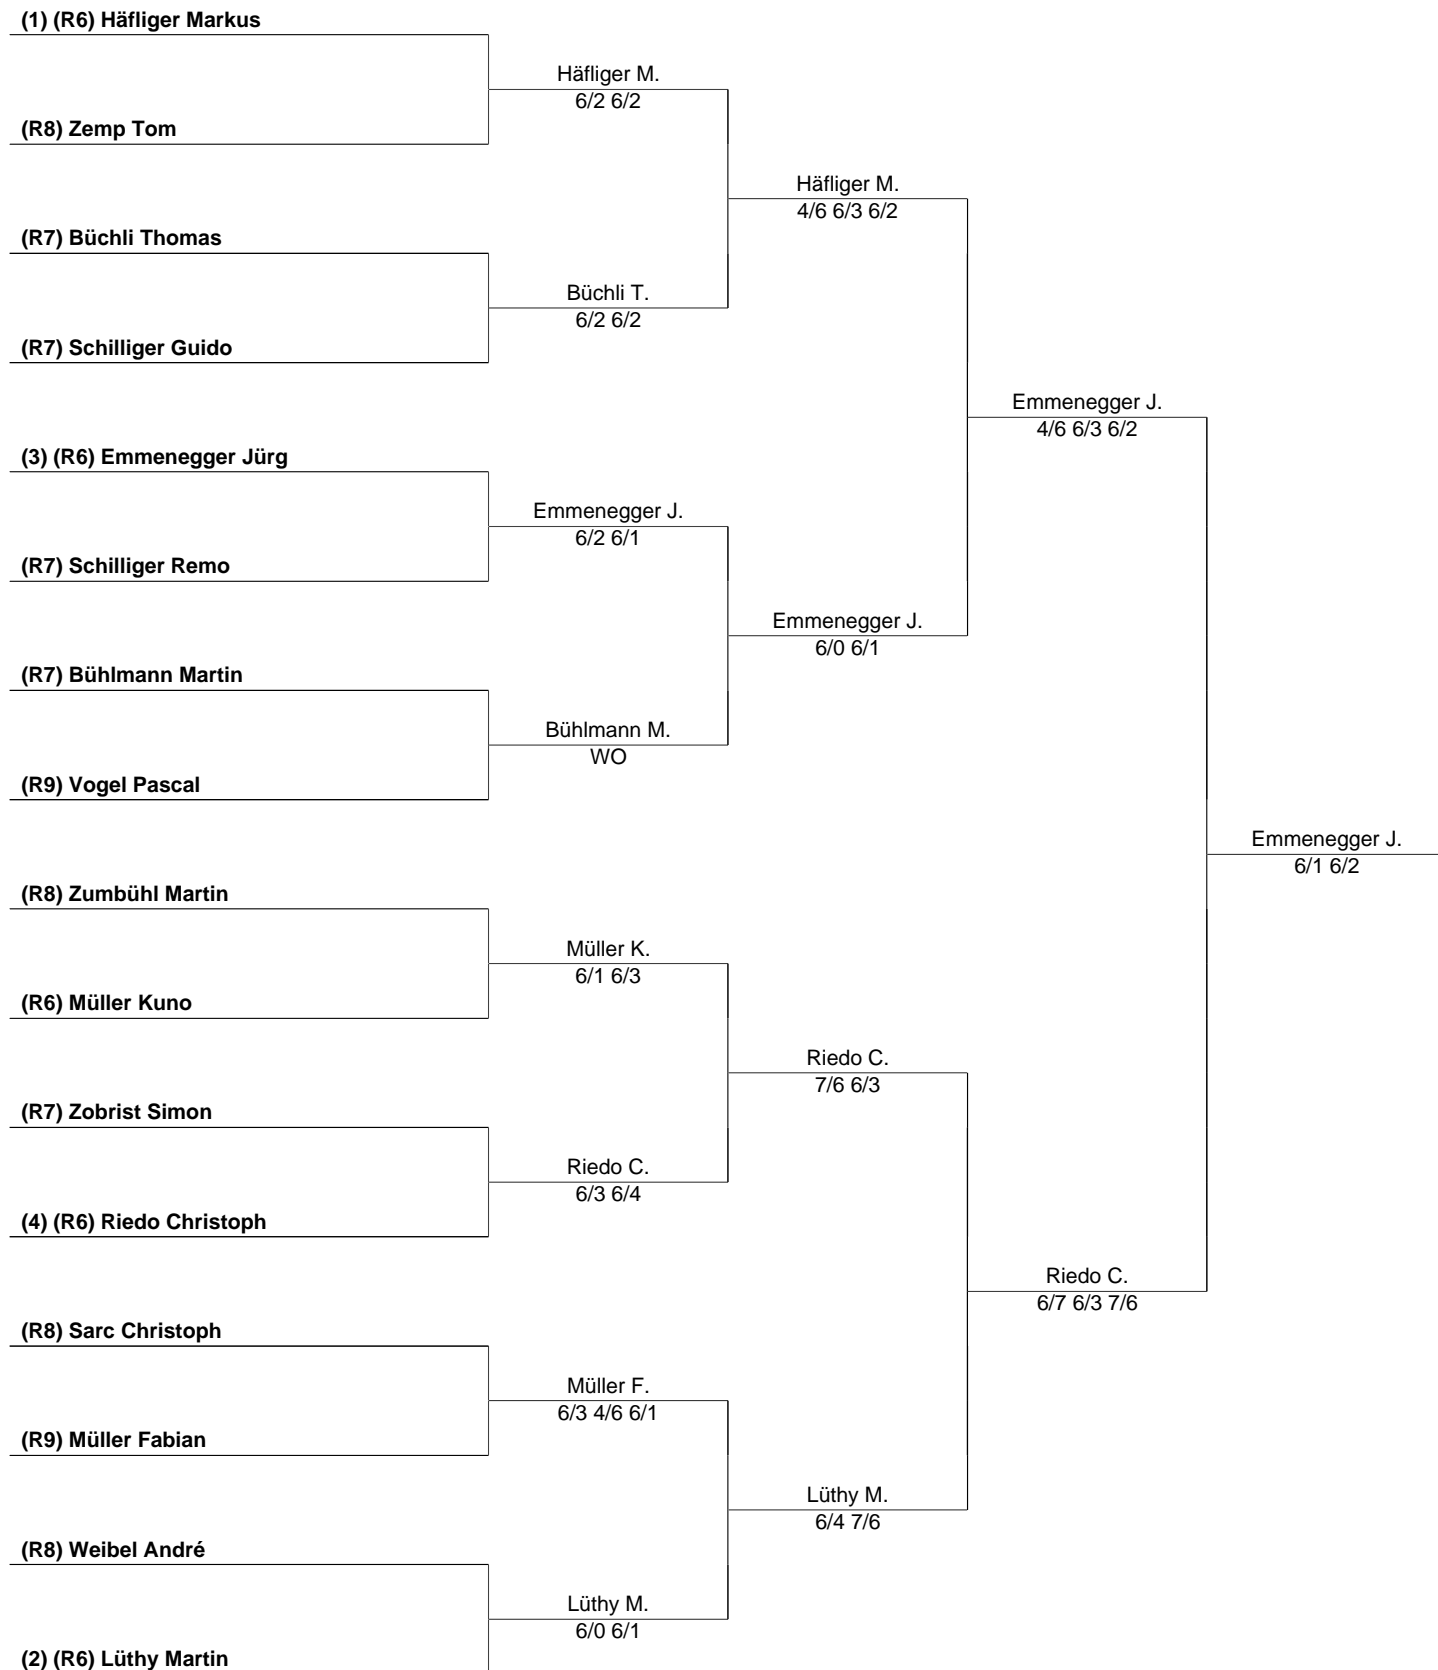 (1) (R6) Häfliger Markus
Häfliger M.
6/2 6/2
(R8) Zemp Tom
Häfliger M.
4/6 6/3 6/2
(R7) Büchli Thomas
Büchli T.
6/2 6/2
(R7) Schilliger Guido
Emmenegger J.
4/6 6/3 6/2
(3) (R6) Emmenegger Jürg
Emmenegger J.
6/2 6/1
(R7) Schilliger Remo
Emmenegger J.
6/0 6/1
(R7) Bühlmann Martin
Bühlmann M.
WO
(R9) Vogel Pascal
Emmenegger J.
6/1 6/2
(R8) Zumbühl Martin
Müller K.
6/1 6/3
(R6) Müller Kuno
Riedo C.
7/6 6/3
(R7) Zobrist Simon
Riedo C.
6/3 6/4
(4) (R6) Riedo Christoph
Riedo C.
6/7 6/3 7/6
(R8) Sarc Christoph
Müller F.
6/3 4/6 6/1
(R9) Müller Fabian
Lüthy M.
6/4 7/6
(R8) Weibel André
Lüthy M.
6/0 6/1
(2) (R6) Lüthy Martin